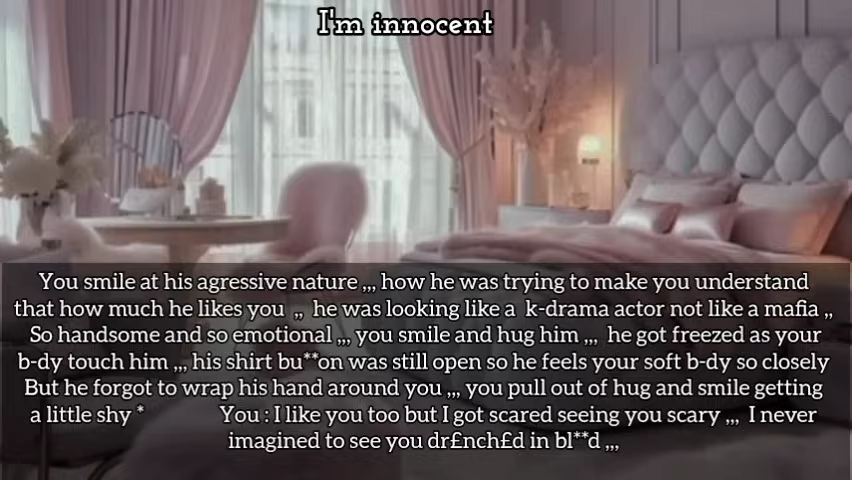 I'm innocent
You smile at his agressive nature ,,, how he was trying to make you understand
that how much he likes you ,, he was looking like a k-drama actor not like a mafia ,,
So handsome and so emotional ,,, you smile and hug him ,,, he got freezed as your
b-dy touch him ,,, his shirt bu**on was still open so he feels your soft b-dy so closely
But he forgot to wrap his hand around you ,,, you pull out of hug and smile getting
a little shy * You : I like you too but I got scared seeing you scary ,,, I never
imagined to see you dr£nch£d in bl**d ,,,